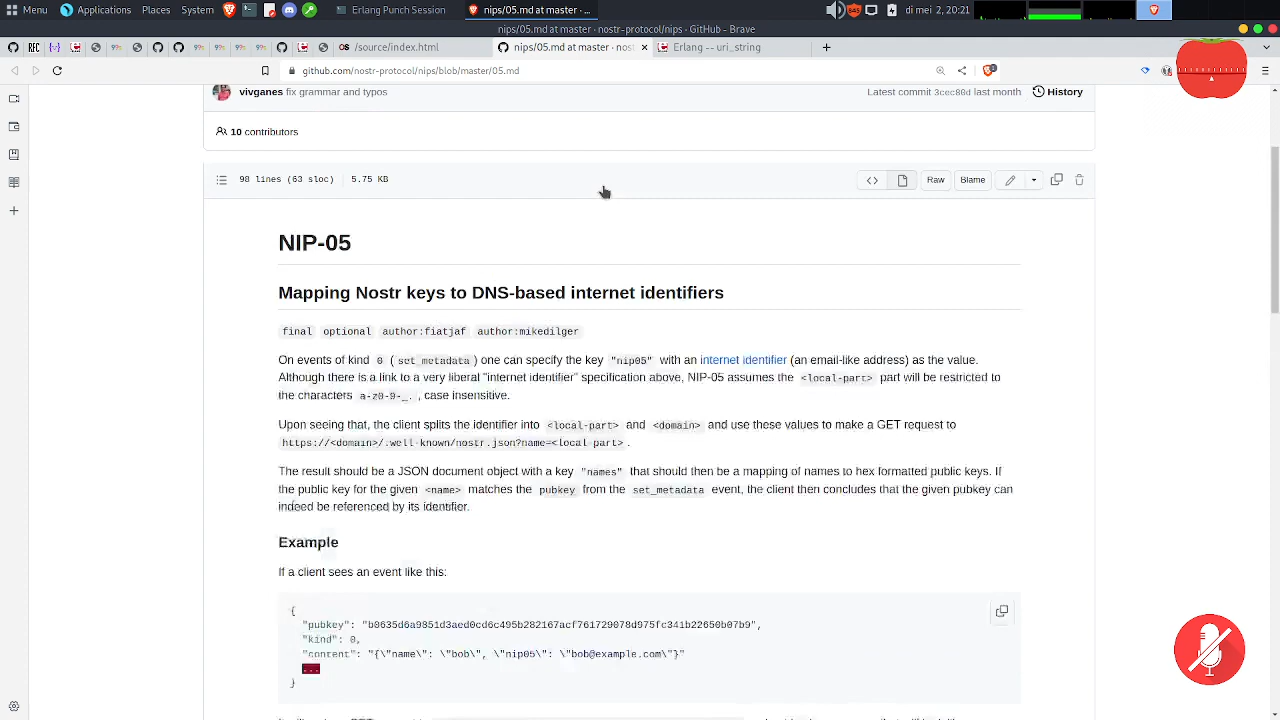 Menu Applications Places System Erlang Punch Session nips/05.md at master -... 845 di mei 2, 20:21
nips/05.md at master · nostr-protocol/nips · GitHub - Brave
/source/index.html nips/05.md at master · nost × Erlang -- uri_string +
github.com/nostr-protocol/nips/blob/master/05.md
vivganes fix grammar and typos Latest commit 3cec80d last month History
10 contributors
98 lines (63 sloc) 5.75 KB Raw Blame
NIP-05
Mapping Nostr keys to DNS-based internet identifiers
final optional author:fiatjaf author:mikedilger
On events of kind 0 (set_metadata) one can specify the key "nip05" with an internet identifier (an email-like address) as the value.
Although there is a link to a very liberal "internet identifier" specification above, NIP-05 assumes the <local-part> part will be restricted to
the characters a-z0-9-_., case insensitive.
Upon seeing that, the client splits the identifier into <local-part> and <domain> and use these values to make a GET request to
https://<domain>/.well-known/nostr.json?name=<local-part>.
The result should be a JSON document object with a key "names" that should then be a mapping of names to hex formatted public keys. If
the public key for the given <name> matches the pubkey from the set_metadata event, the client then concludes that the given pubkey can
indeed be referenced by its identifier.
Example
If a client sees an event like this:
{
"pubkey": "b0635d6a9851d3aed0cd6c495b282167acf761729078d975fc341b22650b07b9",
"kind": 0,
"content": "{\"name\": \"bob\", \"nip05\": \"bob@example.com\"}"
...
}